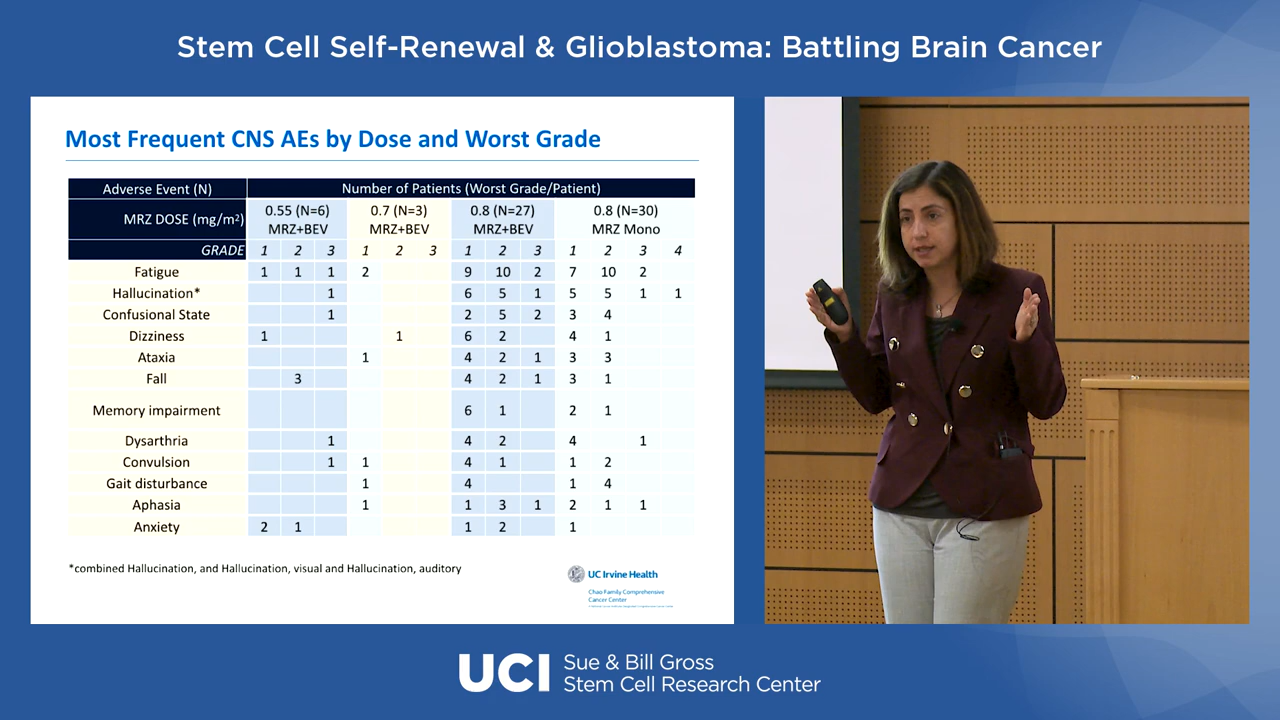 Stem Cell Self-Renewal & Glioblastoma: Battling Brain Cancer
Most Frequent CNS AEs by Dose and Worst Grade
Adverse Event (N) Number of Patients (Worst Grade/Patient)
MRZ DOSE (mg/m²) 0.55 (N=6) MRZ+BEV 0.7 (N=3) MRZ+BEV 0.8 (N=27) MRZ+BEV 0.8 (N=30) MRZ Mono
GRADE 1 2 3 1 2 3 1 2 3 1 2 3 4
Fatigue 1 1 1 2 9 10 2 7 10 2
Hallucination* 1 6 5 1 5 5 1 1
Confusional State 1 2 5 2 3 4
Dizziness 1 1 6 2 4 1
Ataxia 1 4 2 1 3 3
Fall 3 4 2 1 3 1
Memory impairment 6 1 2 1
Dysarthria 1 4 2 4 1
Convulsion 1 1 4 1 1 2
Gait disturbance 1 4 1 4
Aphasia 1 1 3 1 2 1 1
Anxiety 2 1 1 2 1
*combined Hallucination, and Hallucination, visual and Hallucination, auditory
UC Irvine Health
Chao Family Comprehensive
Cancer Center
UCI Sue & Bill Gross
Stem Cell Research Center